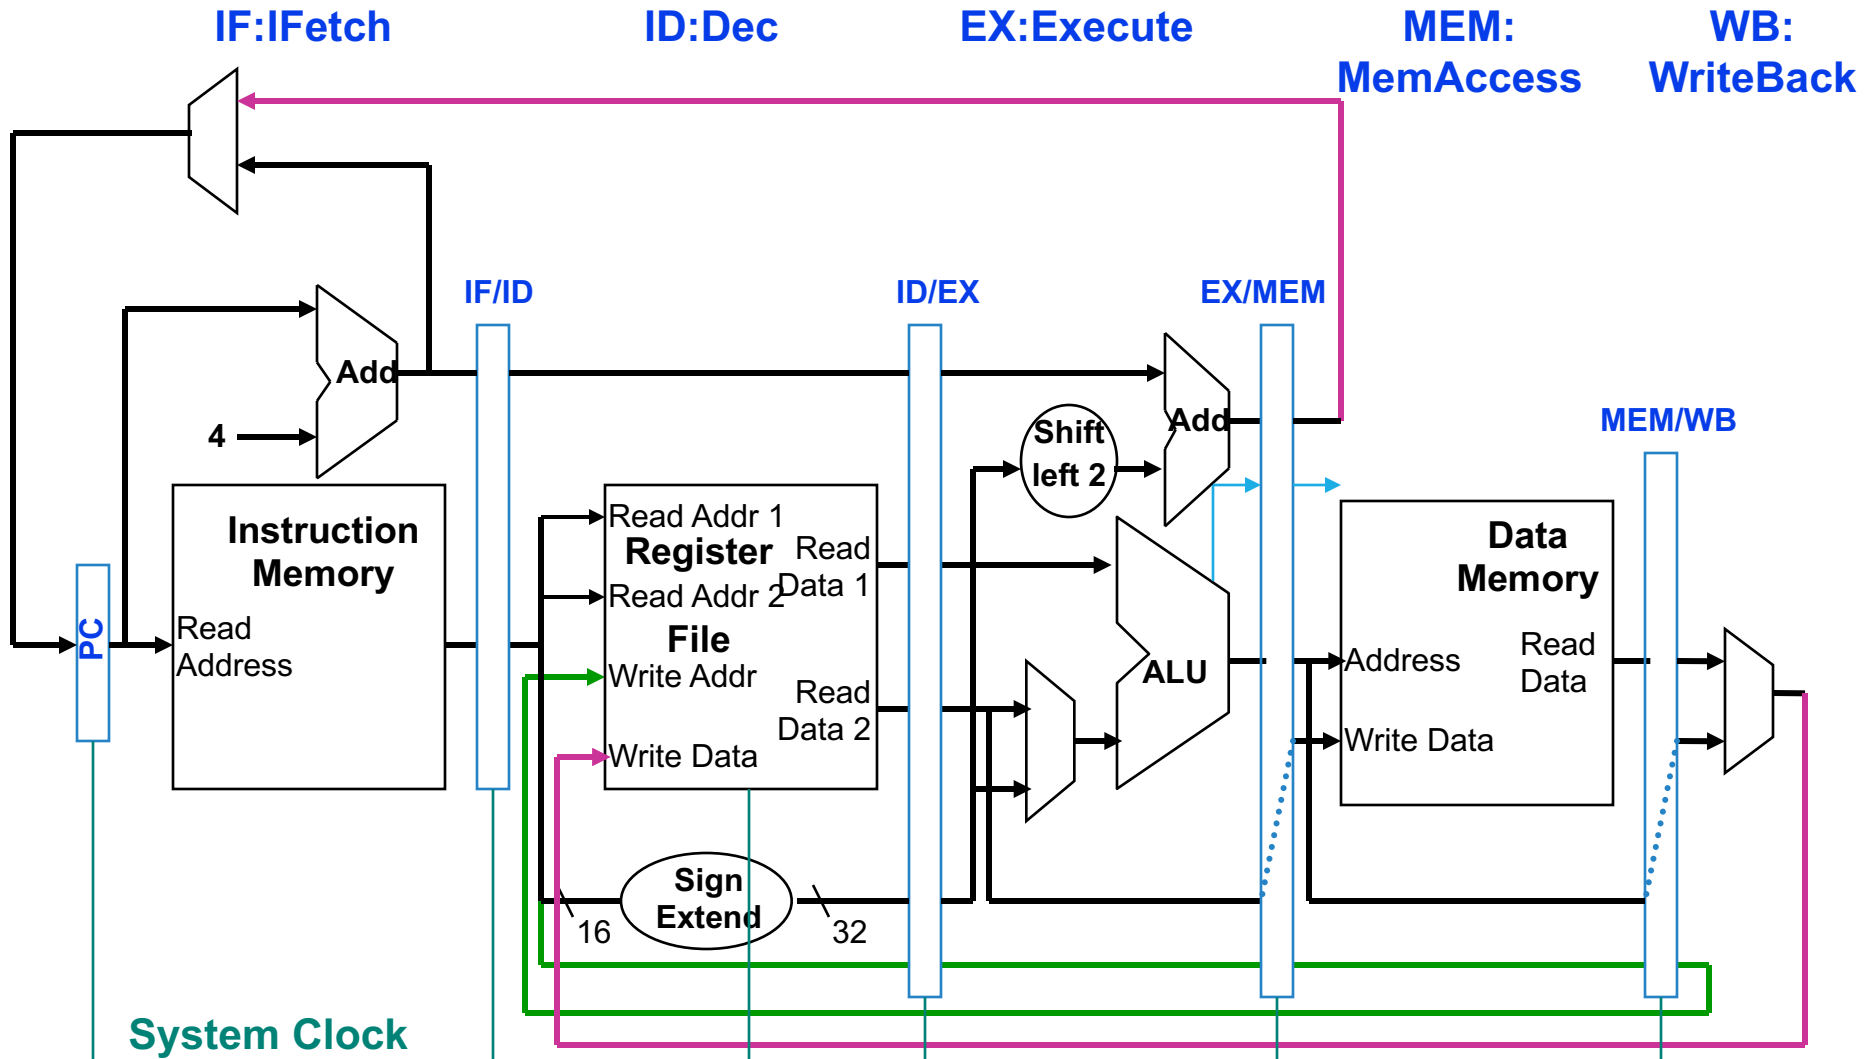 IF:IFetch
ID:Dec
EX:Execute
MEM:
MemAccess
WB:
WriteBack
IF/ID
ID/EX
EX/MEM
MEM/WB
Add
4
Shift
left 2
Add
PC
Instruction
Memory
Read
Address
Read Addr 1
Register
Read Addr 2
File
Write Addr
Write Data
Read
Data 1
Read
Data 2
ALU
Data
Memory
Address
Write Data
Read
Data
Sign
Extend
16
32
System Clock